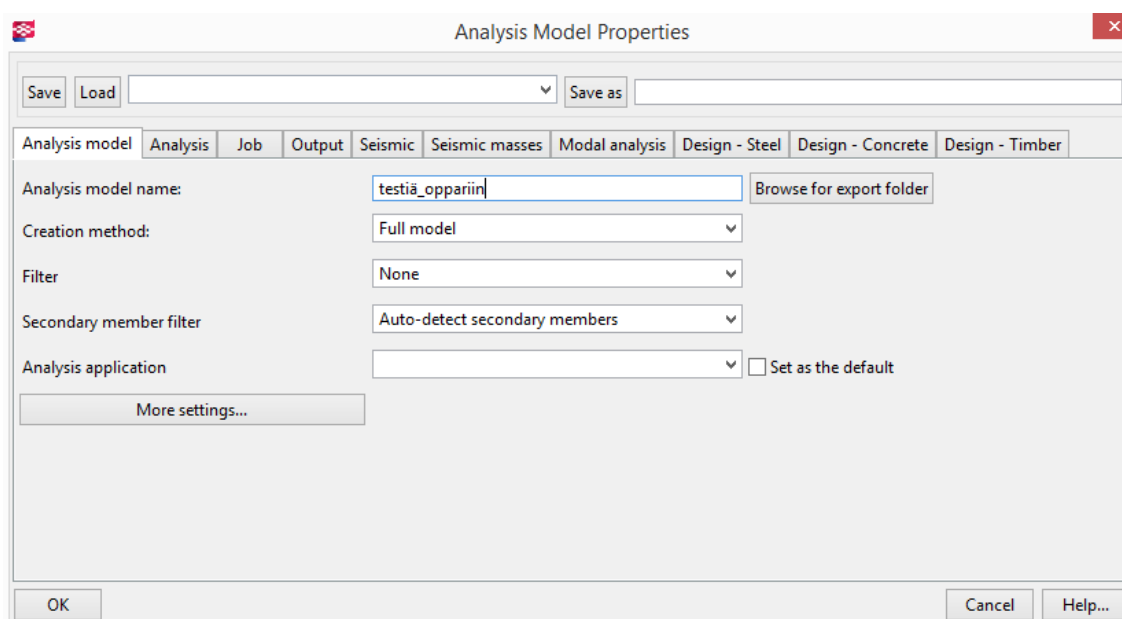 Analysis Model Properties
Save Load Save as
Analysis model Analysis Job Output Seismic Seismic masses Modal analysis Design - Steel Design - Concrete Design - Timber
Analysis model name: testiä_oppariin Browse for export folder
Creation method: Full model
Filter None
Secondary member filter Auto-detect secondary members
Analysis application Set as the default
More settings...
OK Cancel Help...